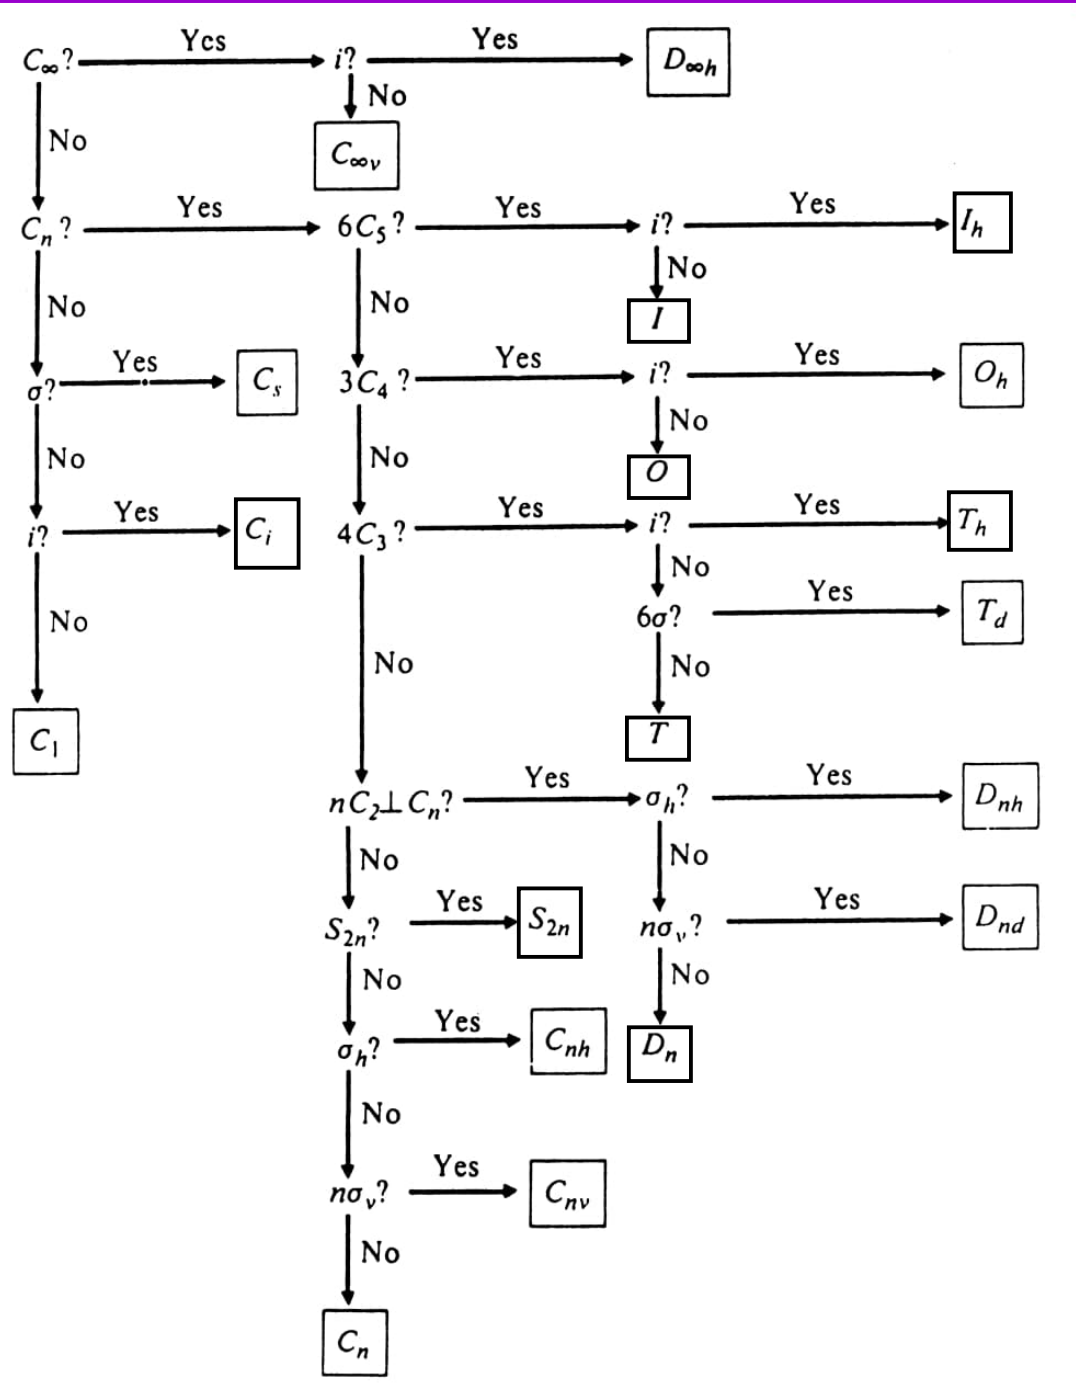 C∞? Yes i? Yes D∞h
No
C∞v
No
Cn? Yes 6C5? Yes i? Yes Ih
No
I
No
No
σ? Yes Cs
3C4? Yes i? Yes Oh
No
O
No
No
i? Yes Ci
4C3? Yes i? Yes Th
No
6σ? Yes Td
No
T
No
C1
No
nC2⊥Cn? Yes σh? Yes Dnh
No
No
S2n? Yes S2n
nσv? Yes Dnd
No
No
σh? Yes Cnh
Dn
No
nσv? Yes Cnv
No
Cn